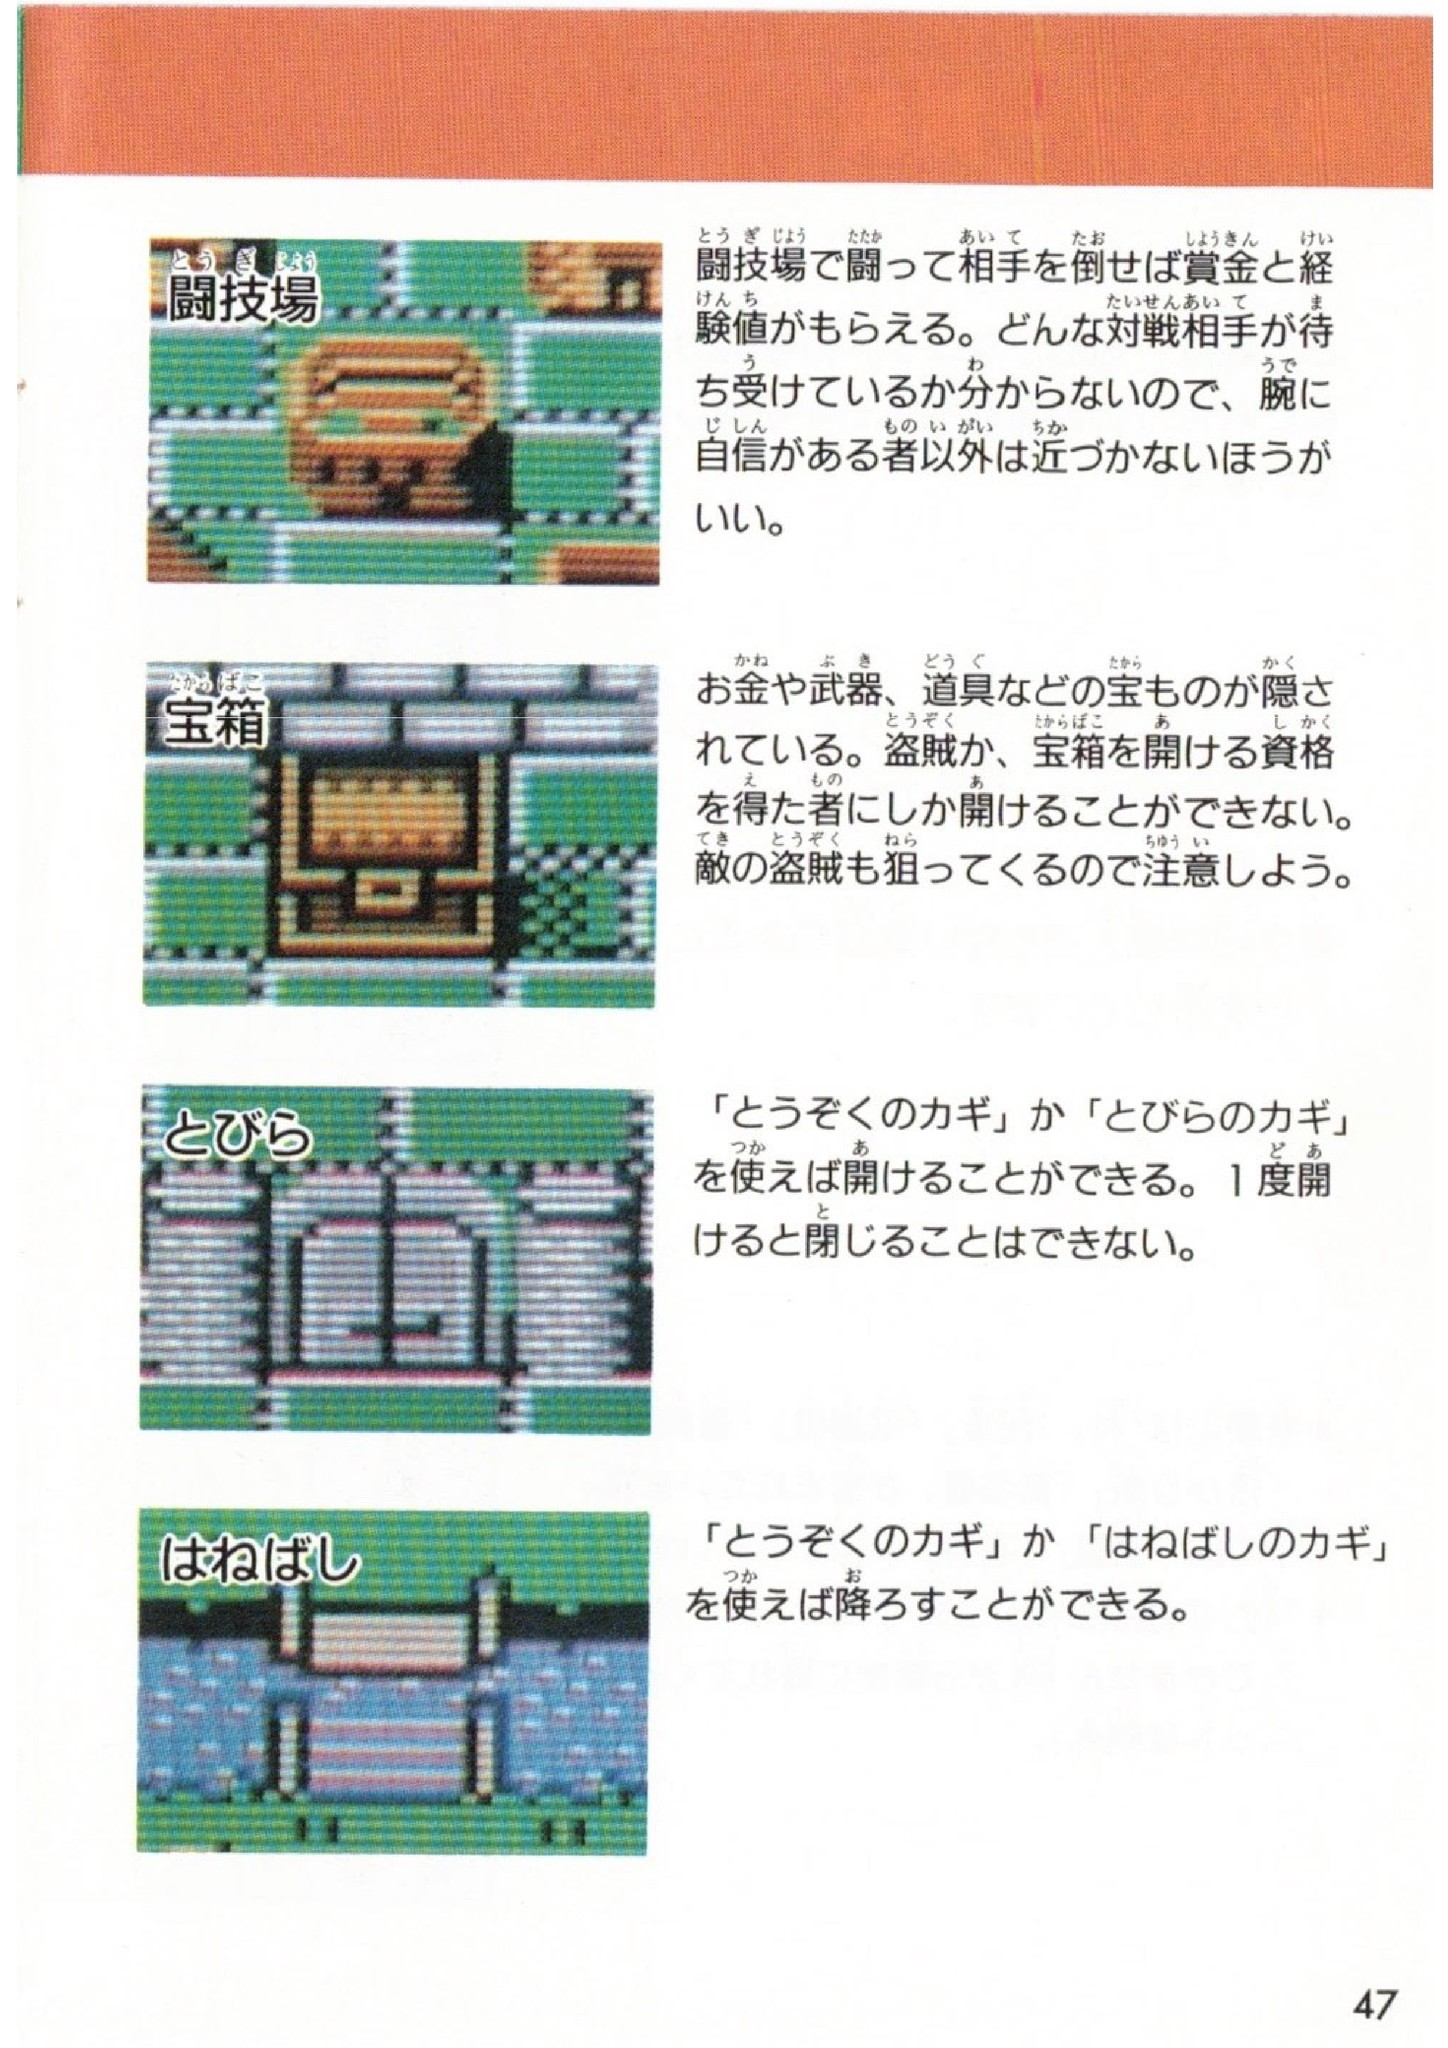 闘技場
闘技場で闘って相手を倒せば賞金と経
験値がもらえる。どんな対戦相手が待
ち受けているか分からないので、腕に
自信がある者以外は近づかないほうが
いい。
宝箱
お金や武器、道具などの宝ものが隠さ
れている。盗賊か、宝箱を開ける資格
を得た者にしか開けることができない。
敵の盗賊も狙ってくるので注意しよう。
とびら
「とうぞくのカギ」か「とびらのカギ」
を使えば開けることができる。1度開
けると閉じることはできない。
はねばし
「とうぞくのカギ」か「はねばしのカギ」
を使えば降ろすことができる。
47